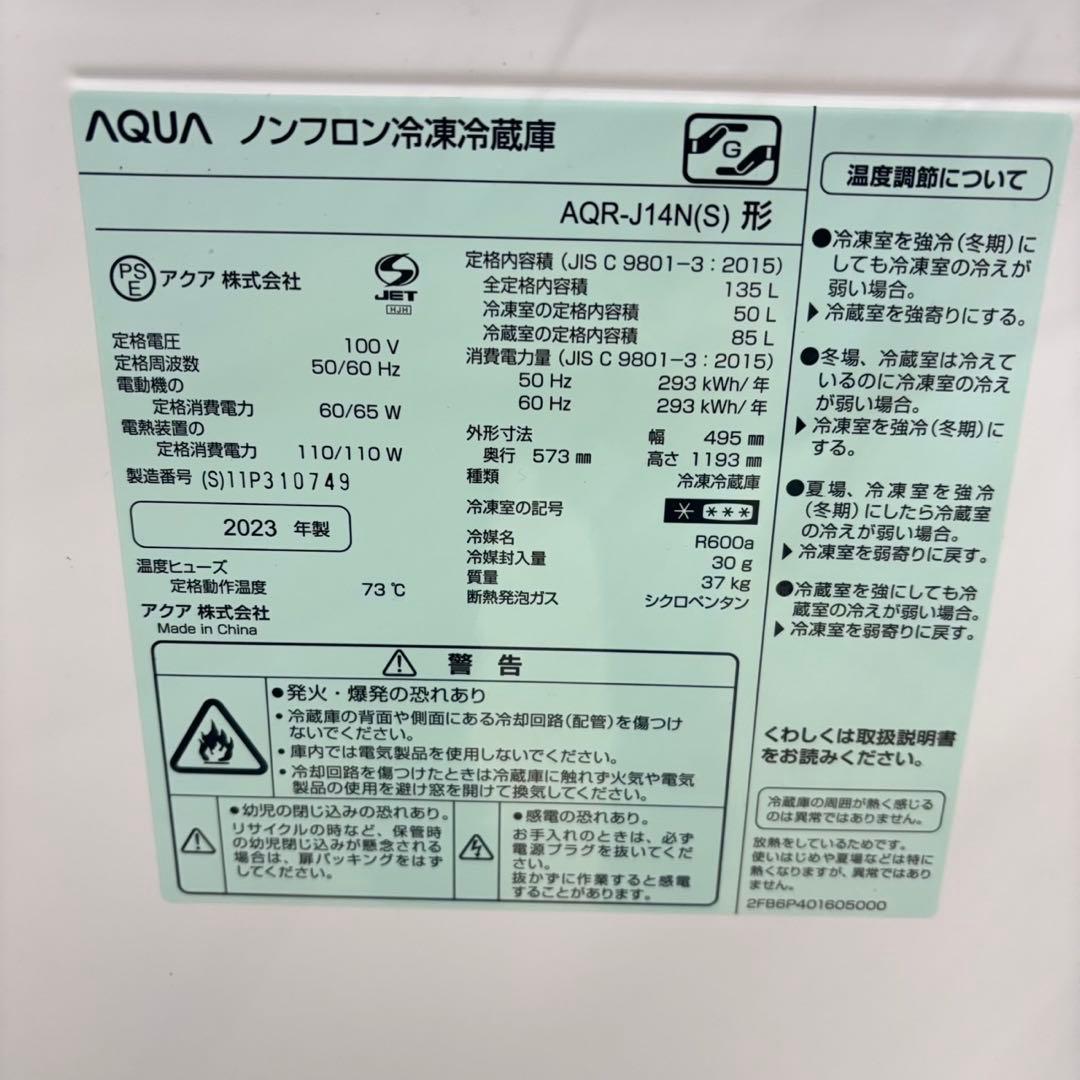 AQUA ノンフロン冷凍冷蔵庫
G
AQR-J14N(S) 形
PS
E
アクア 株式会社
JET
HJH
定格電圧 100 V
定格周波数 50/60 Hz
電動機の
定格消費電力 60/65 W
電熱装置の
定格消費電力 110/110 W
製造番号 (S)11P310749
2023 年製
温度ヒューズ
定格動作温度 73 ℃
アクア 株式会社
Made in China
定格内容積 (JIS C 9801-3 : 2015)
全定格内容積 135 L
冷凍室の定格内容積 50 L
冷蔵室の定格内容積 85 L
消費電力量 (JIS C 9801-3 : 2015)
50 Hz 293 kWh/年
60 Hz 293 kWh/年
外形寸法 幅 495 ㎜
奥行 573 ㎜ 高さ 1193 ㎜
種類 冷凍冷蔵庫
冷凍室の記号 * ***
冷媒名 R600a
冷媒封入量 30 g
質量 37 kg
断熱発泡ガス シクロペンタン
⚠ 警 告
●発火・爆発の恐れあり
・冷蔵庫の背面や側面にある冷却回路(配管)を傷つけ
ないでください。
・庫内では電気製品を使用しないでください。
・冷却回路を傷つけたときは冷蔵庫に触れず火気や電気
製品の使用を避け窓を開けて換気してください。
●幼児の閉じ込みの恐れあり。
リサイクルの時など、保管時
の幼児閉じ込みが懸念される
場合は、扉パッキングをはず
してください。
●感電の恐れあり。
お手入れのときは、必ず
電源プラグを抜いてくだ
さい。
抜かずに作業すると感電
することがあります。
温度調節について
●冷凍室を強冷(冬期)に
しても冷凍室の冷えが
弱い場合。
▶冷蔵室を強寄りにする。
●冬場、冷蔵室は冷えて
いるのに冷凍室の冷え
が弱い場合。
▶冷凍室を強冷(冬期)に
する。
●夏場、冷凍室を強冷
(冬期)にしたら冷蔵室
の冷えが弱い場合。
▶冷凍室を弱寄りに戻す。
●冷蔵室を強にしても冷
蔵室の冷えが弱い場合。
▶冷凍室を弱寄りに戻す。
くわしくは取扱説明書
をお読みください。
冷蔵庫の周囲が熱く感じる
のは異常ではありません。
放熱をしているためです。
使いはじめや夏場などは特に
熱くなりますが、異常ではあり
ません。
2FB6P401605000